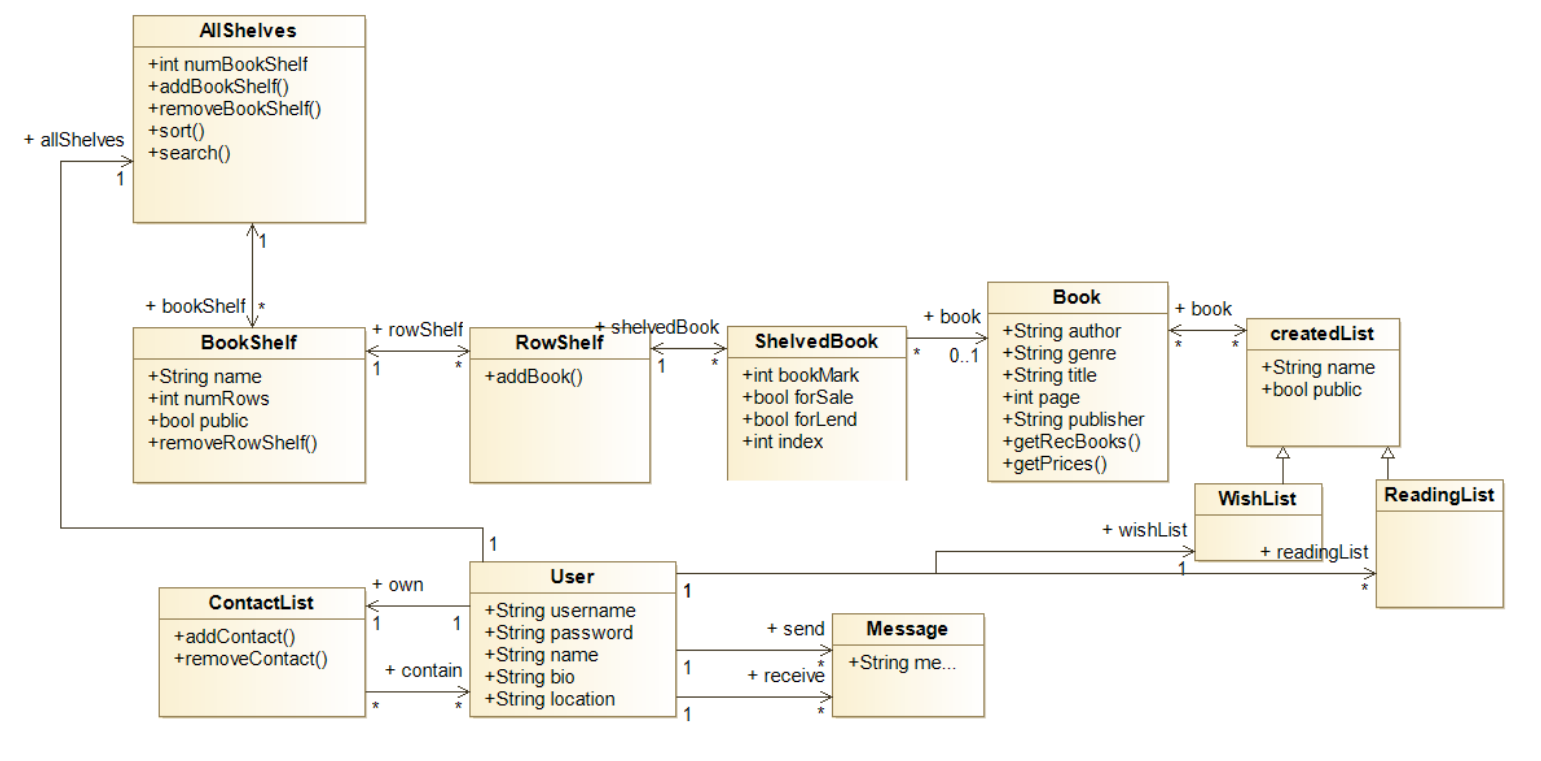 AllShelves
+int numBookShelf
+addBookShelf()
+removeBookShelf()
+sort()
+search()
+ allShelves
1
1
+ bookShelf *
BookShelf
+String name
+int numRows
+bool public
+removeRowShelf()
+ rowShelf
1 *
RowShelf
+addBook()
+ shelvedBook
1 *
ShelvedBook
+int bookMark
+bool forSale
+bool forLend
+int index
+ book
* 0..1
Book
+String author
+String genre
+String title
+int page
+String publisher
+getRecBooks()
+getPrices()
+ book
* *
createdList
+String name
+bool public
WishList
ReadingList
+ wishList
1
+ readingList
*
1
1
User
+String username
+String password
+String name
+String bio
+String location
+ own
1 1
ContactList
+addContact()
+removeContact()
+ contain
* *
+ send
1 *
+ receive
1 *
Message
+String me...